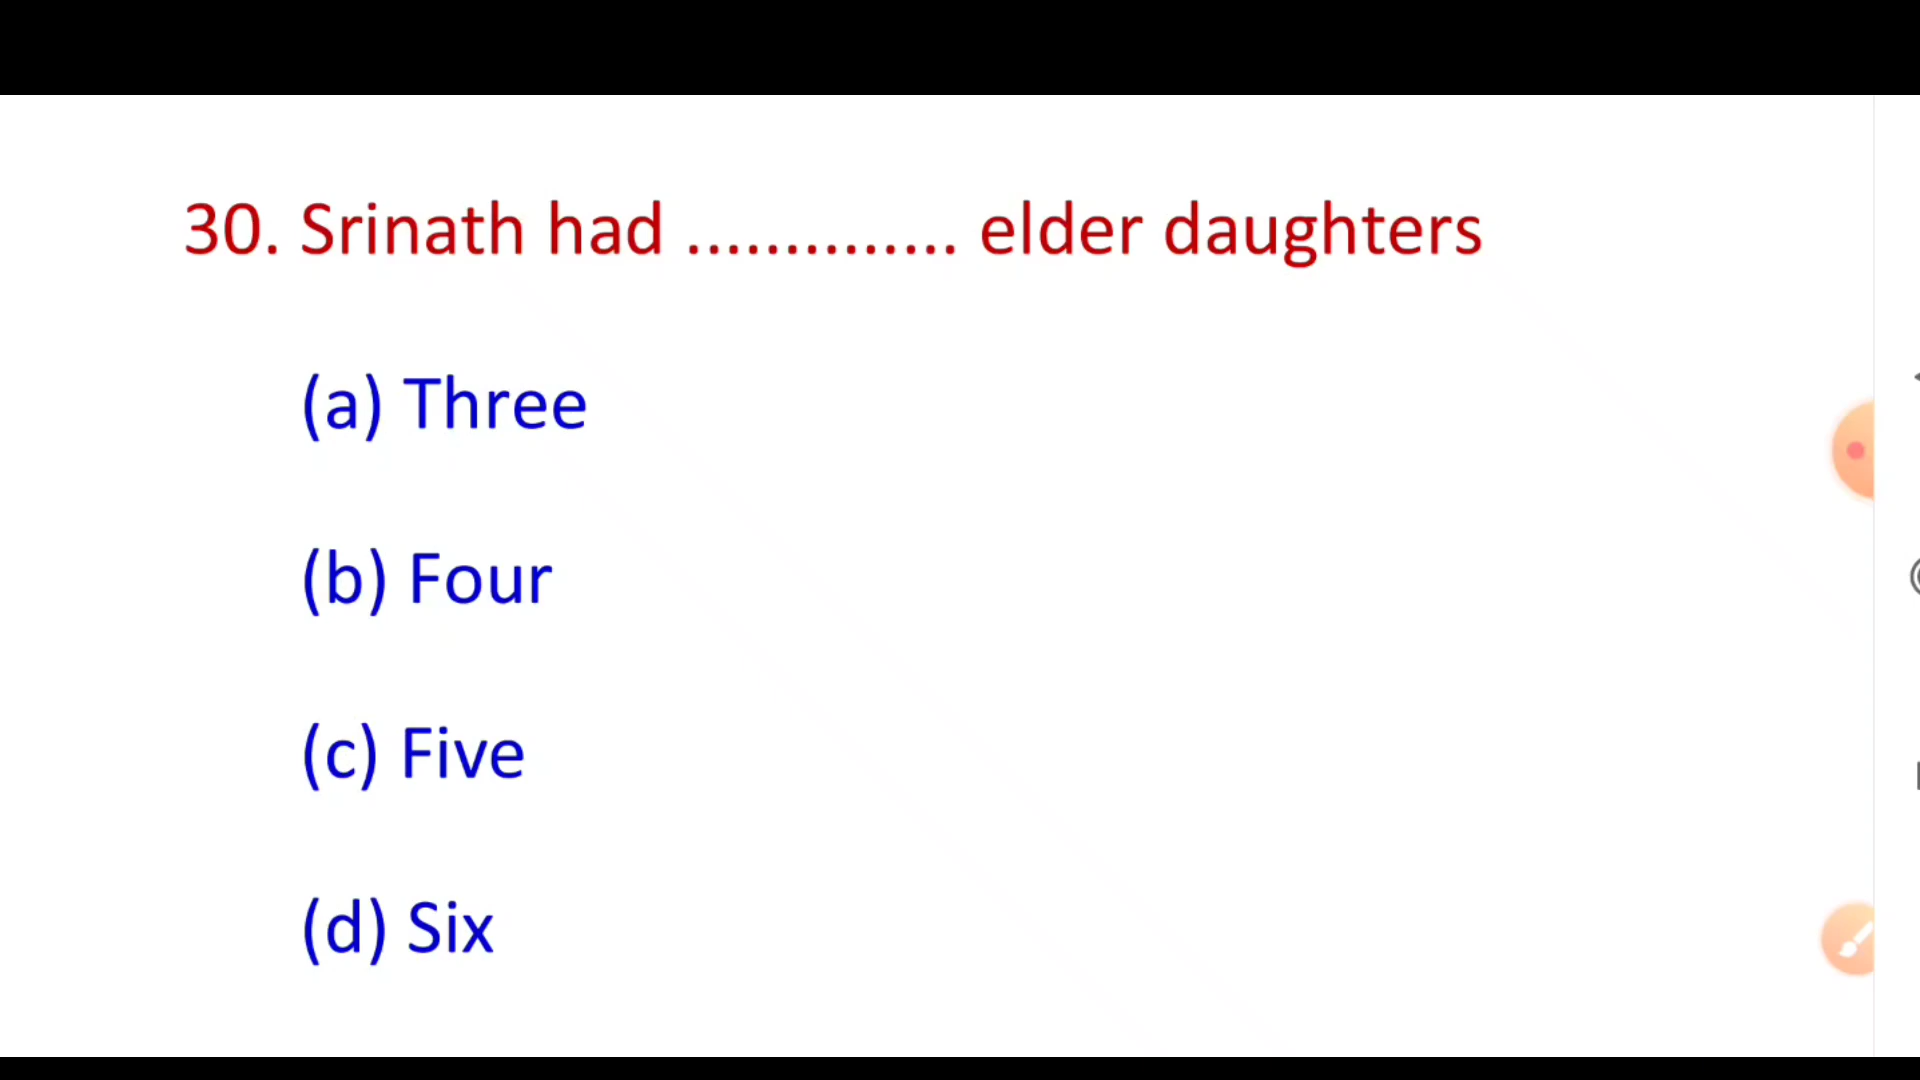 30. Srinath had .............. elder daughters
(a) Three
(b) Four
(c) Five
(d) Six